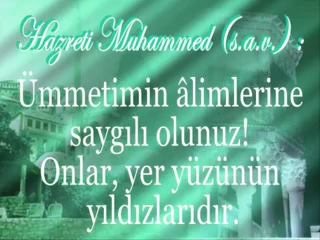 Hazreti Muhammed (s.a.v.) :
Ümmetimin âlimlerine
saygılı olunuz!
Onlar, yer yüzünün
yıldızlarıdır.